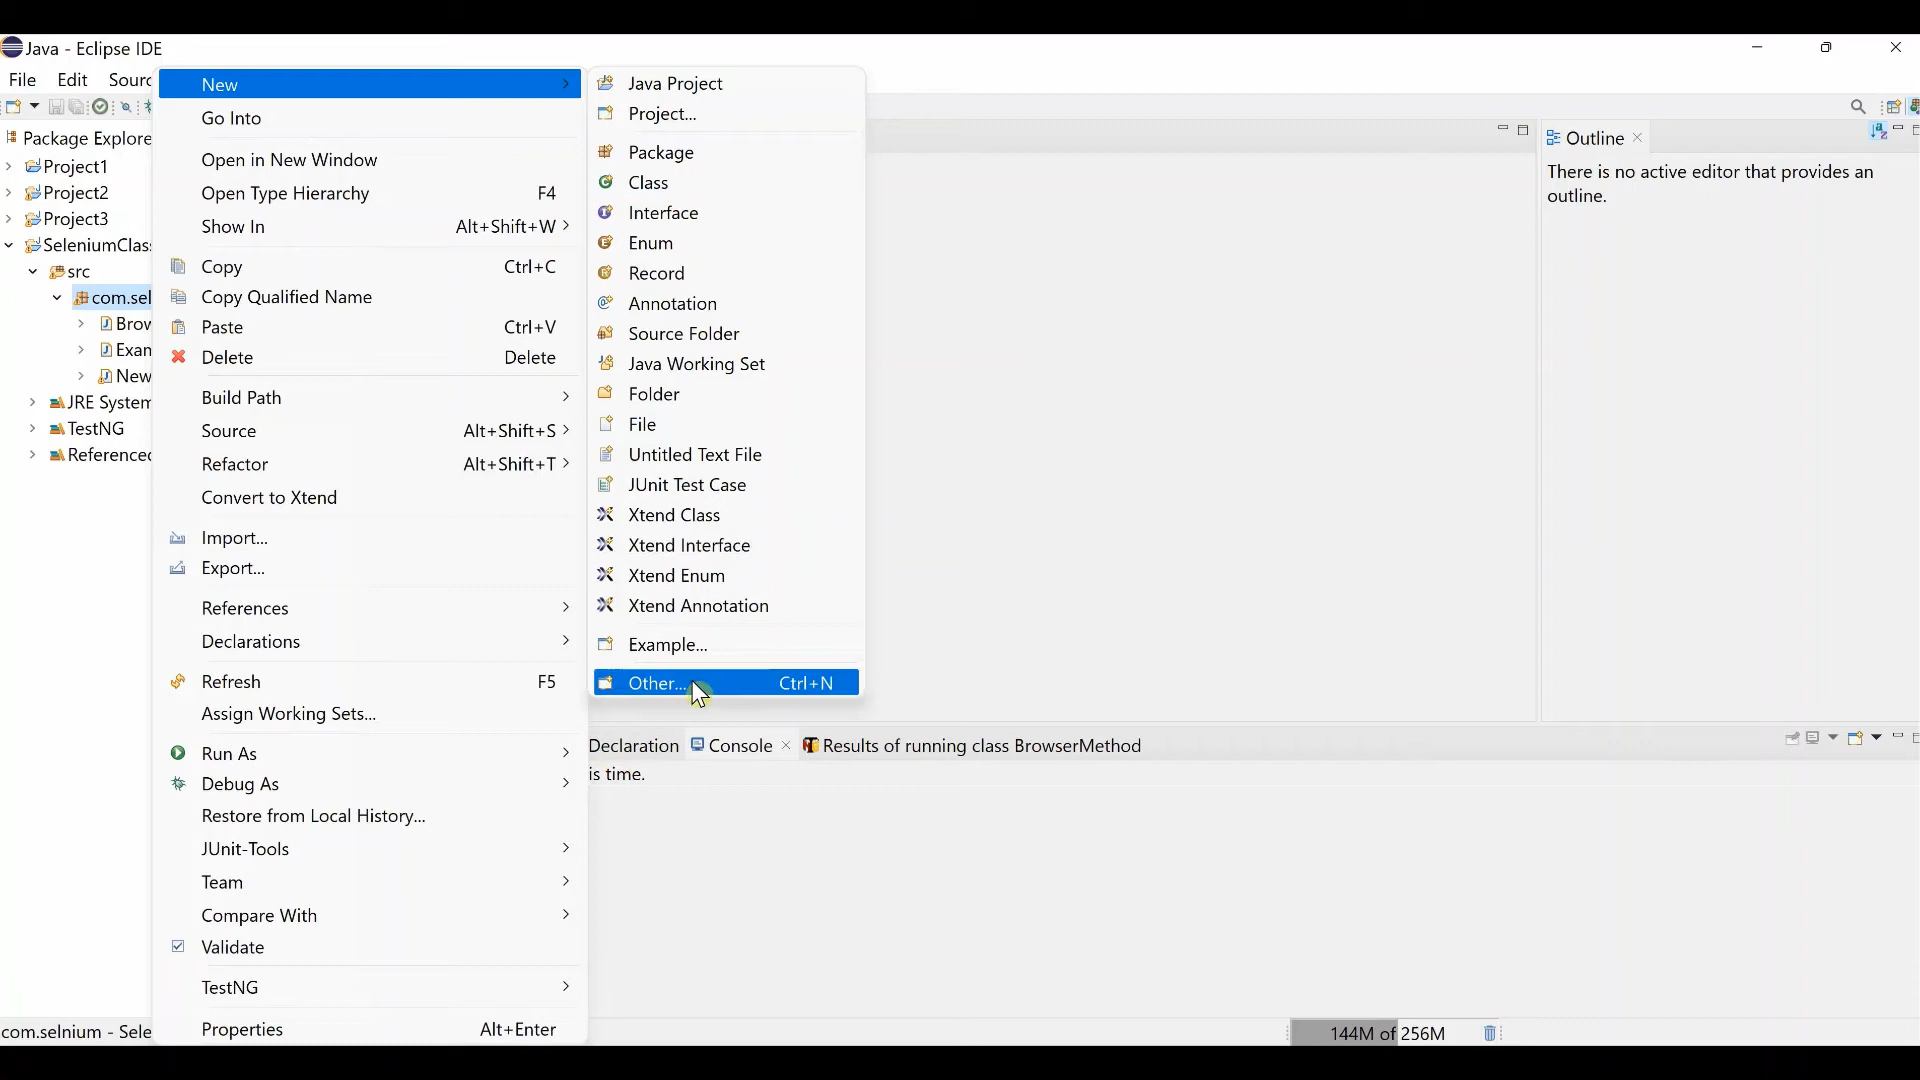 Java - Eclipse IDE
File Edit Sourc
Package Explore
Project1
Project2
Project3
SeleniumClas
src
com.sel
Brow
Exan
New
JRE System
TestNG
Referenced
New
Go Into
Open in New Window
Open Type Hierarchy F4
Show In Alt+Shift+W
Copy Ctrl+C
Copy Qualified Name
Paste Ctrl+V
Delete Delete
Build Path
Source Alt+Shift+S
Refactor Alt+Shift+T
Convert to Xtend
Import...
Export...
References
Declarations
Refresh F5
Assign Working Sets...
Run As
Debug As
Restore from Local History...
JUnit-Tools
Team
Compare With
Validate
TestNG
Properties Alt+Enter
Java Project
Project...
Package
Class
Interface
Enum
Record
Annotation
Source Folder
Java Working Set
Folder
File
Untitled Text File
JUnit Test Case
Xtend Class
Xtend Interface
Xtend Enum
Xtend Annotation
Example...
Other... Ctrl+N
Outline
There is no active editor that provides an
outline.
Declaration Console Results of running class BrowserMethod
is time.
com.selnium - Sele
144M of 256M